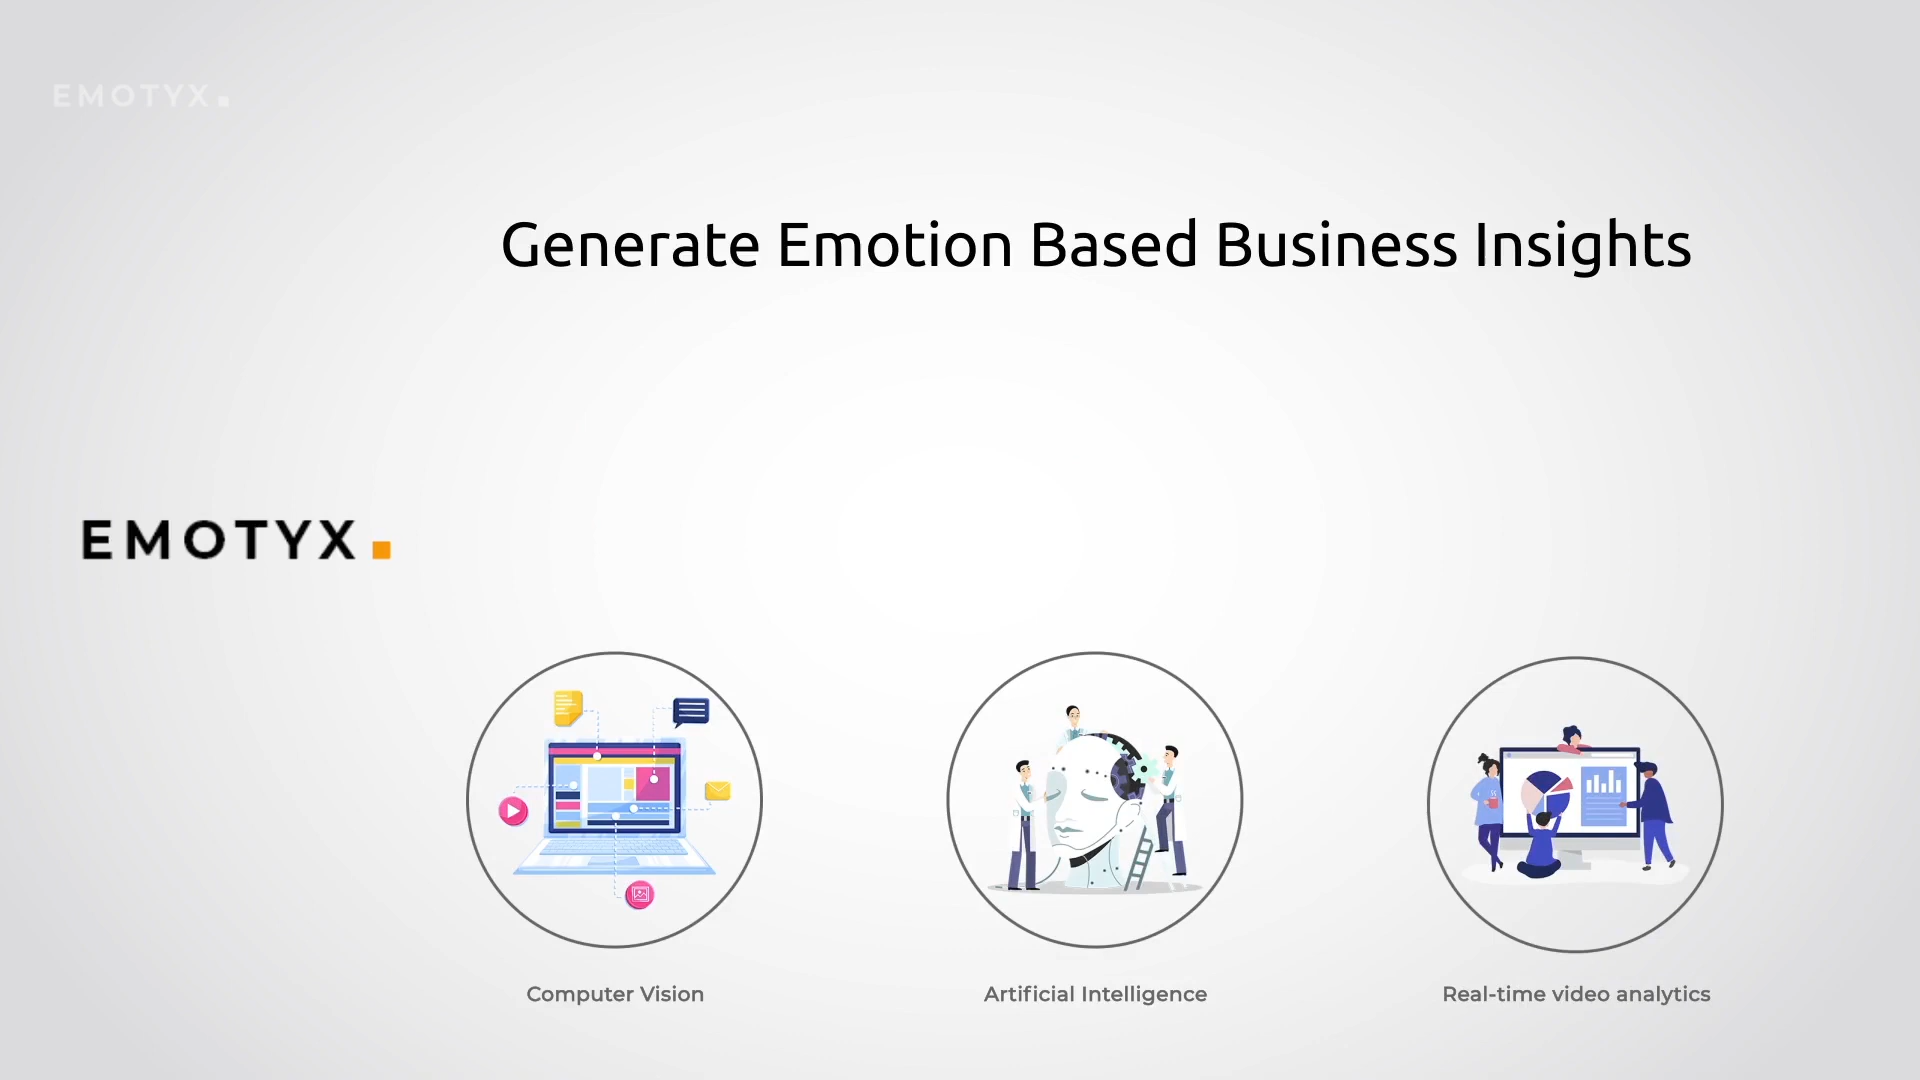 EMOTYX.
Generate Emotion Based Business Insights
EMOTYX.
Computer Vision
Artificial Intelligence
Real-time video analytics